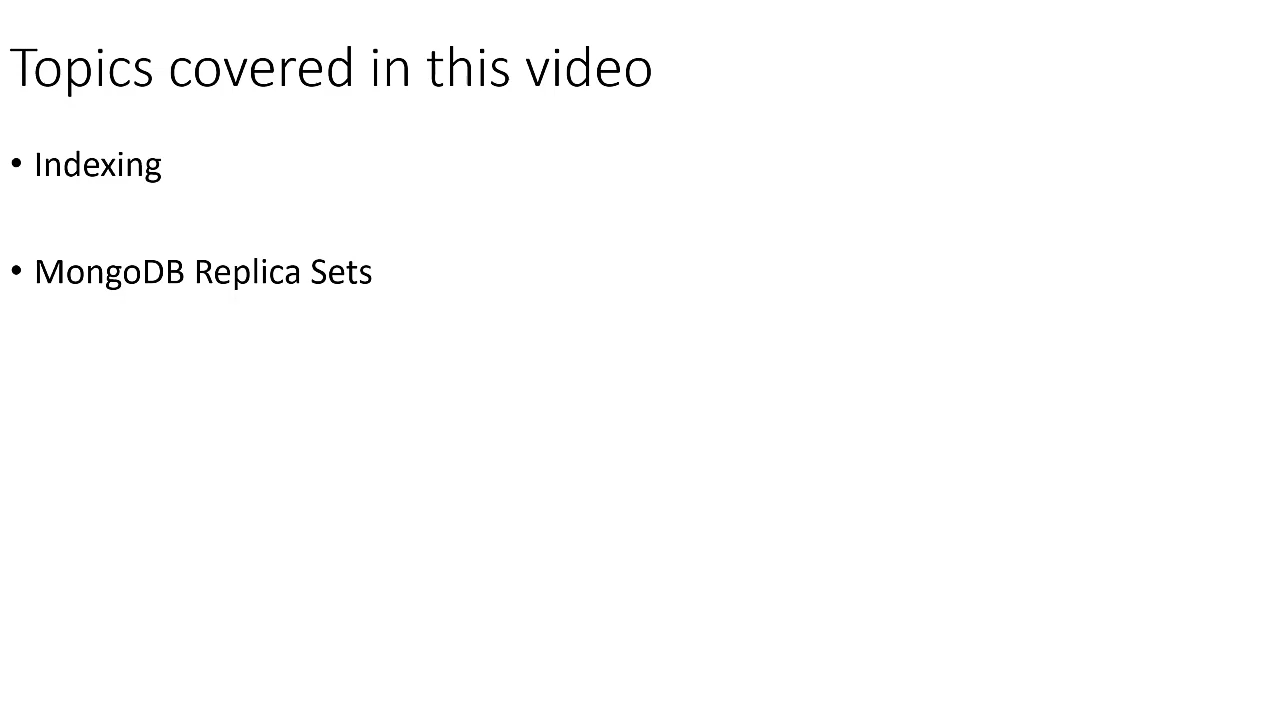 Topics covered in this video
• Indexing
• MongoDB Replica Sets